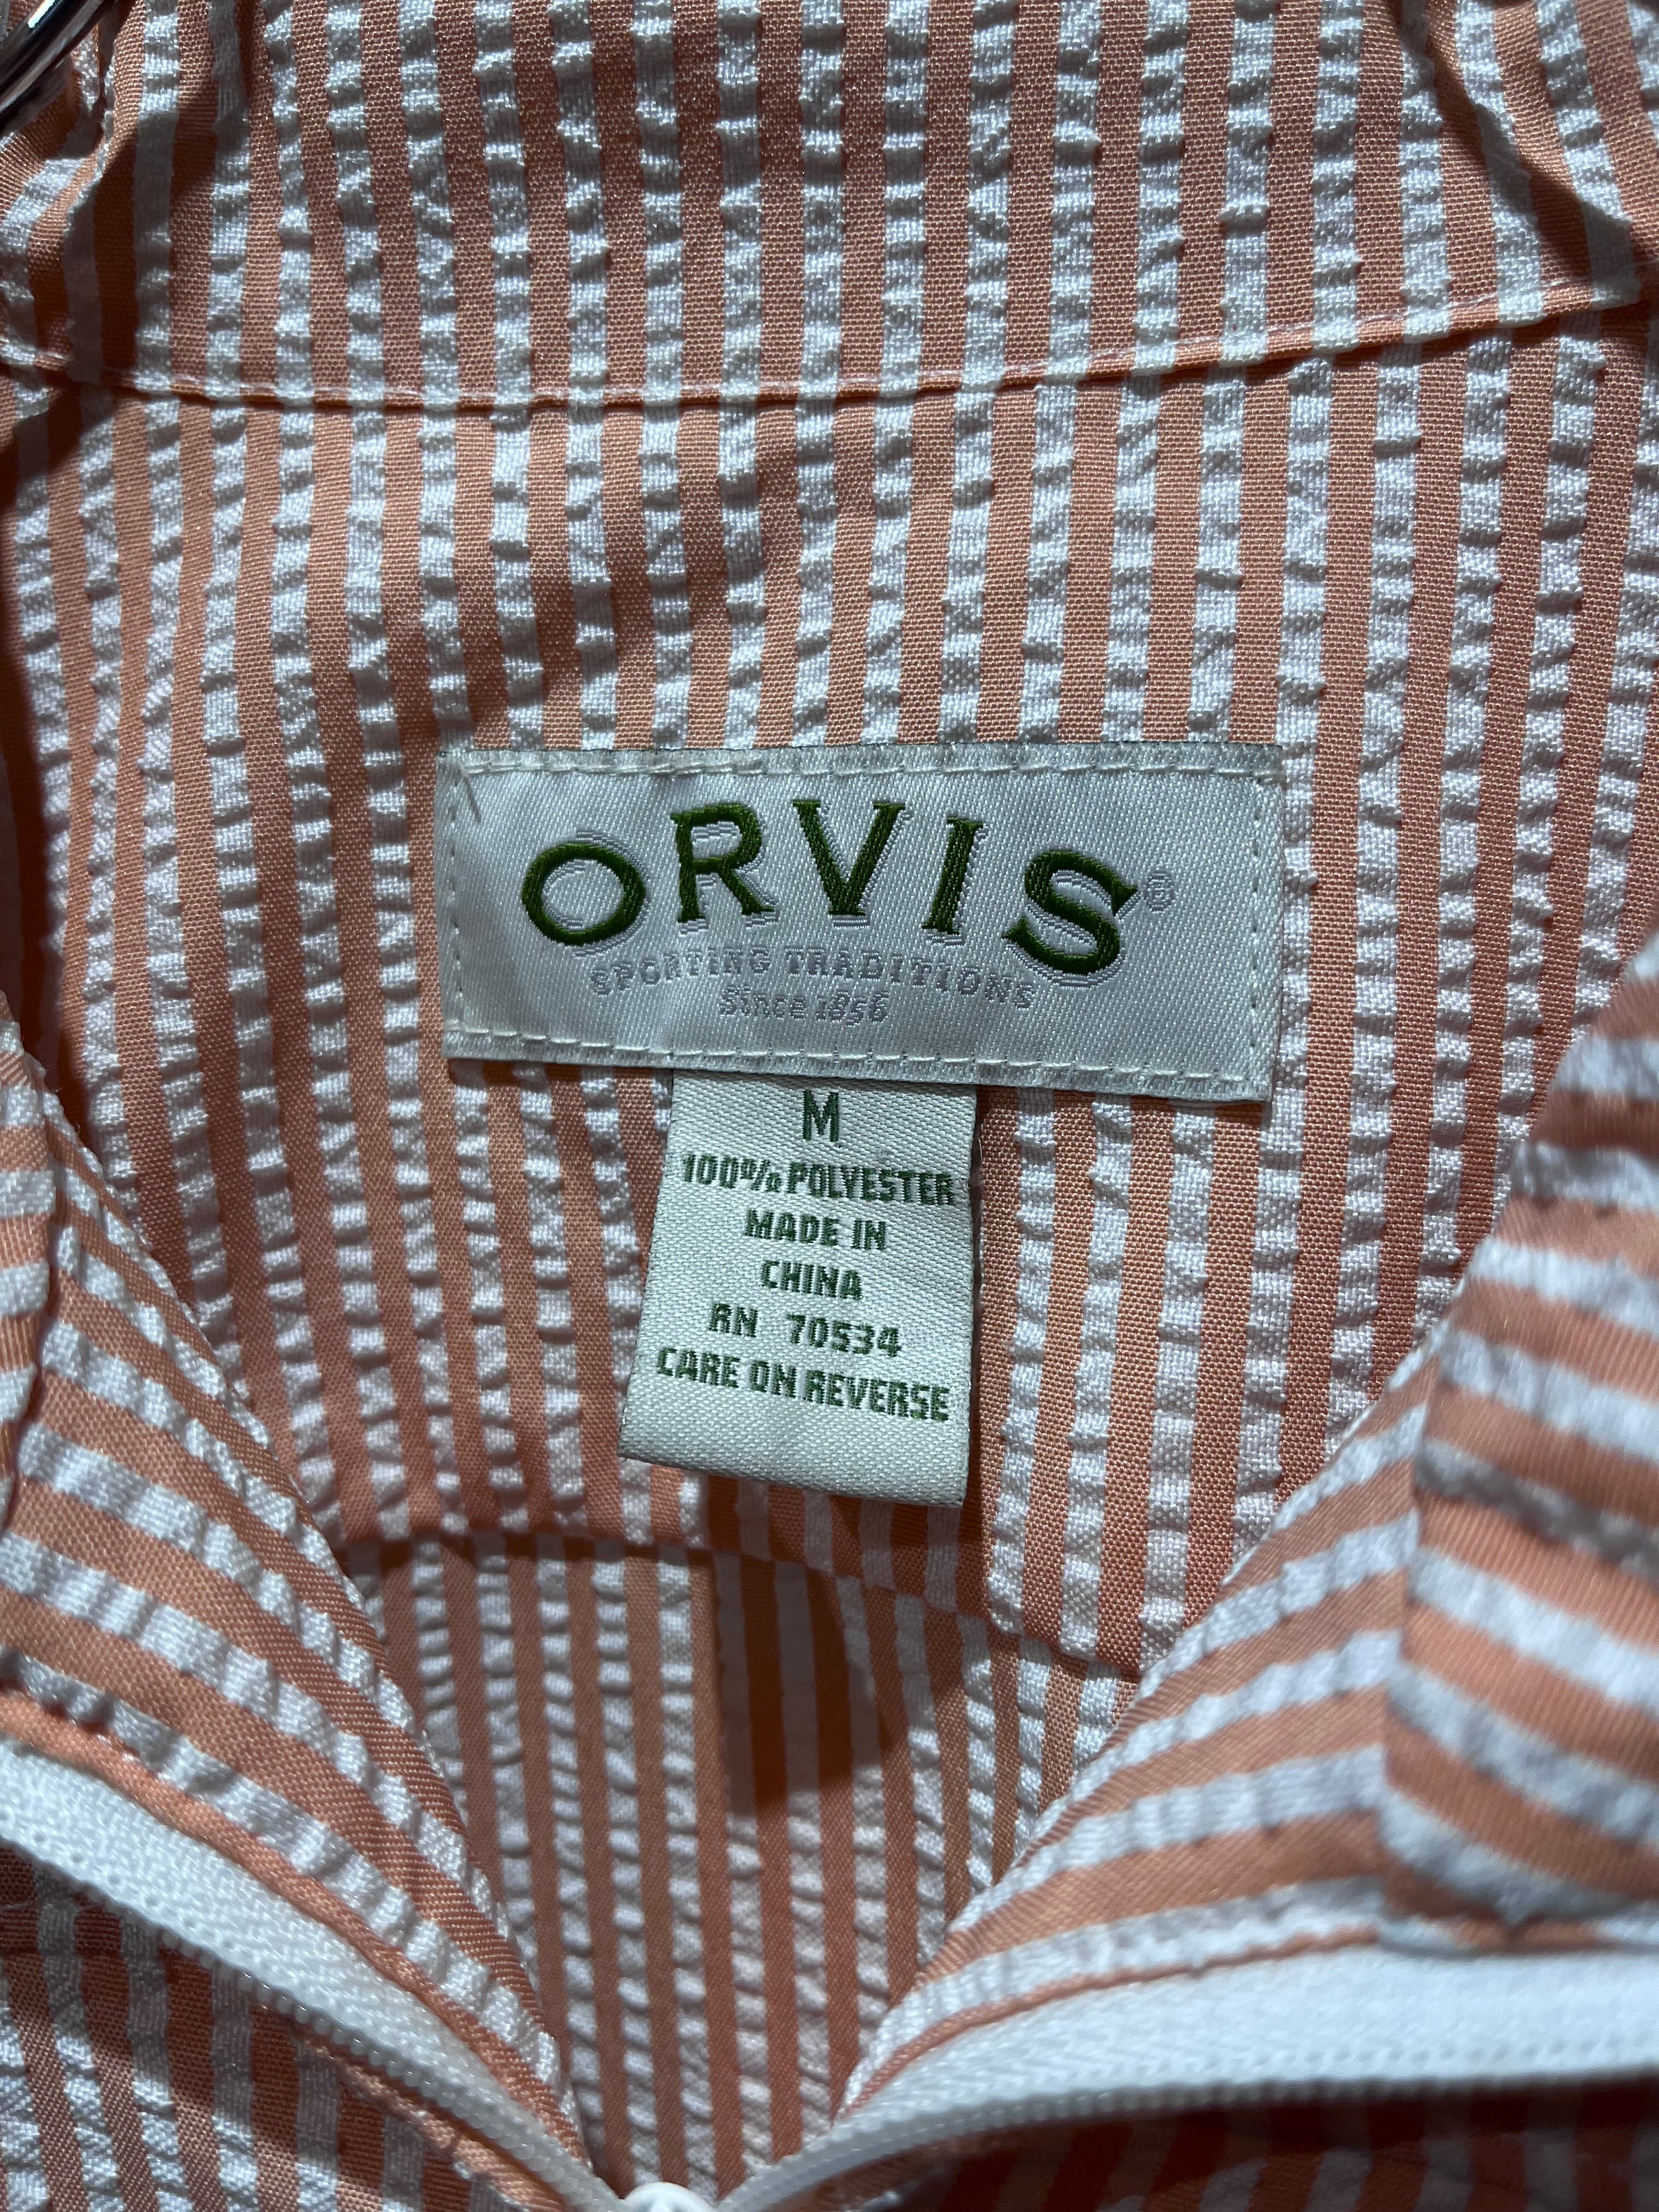 ORVIS®
SPORTING TRADITIONS
Since 1856
M
100% POLYESTER
MADE IN
CHINA
RN 70534
CARE ON REVERSE